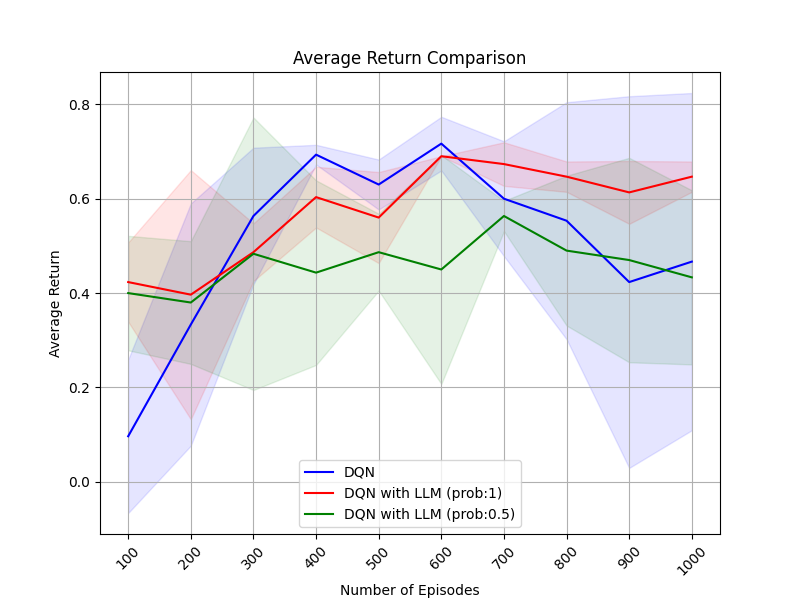 Average Return Comparison
Average Return
0.8
0.6
0.4
0.2
0.0
DQN
DQN with LLM (prob:1)
DQN with LLM (prob:0.5)
100 200 300 400 500 600 700 800 900 1000
Number of Episodes